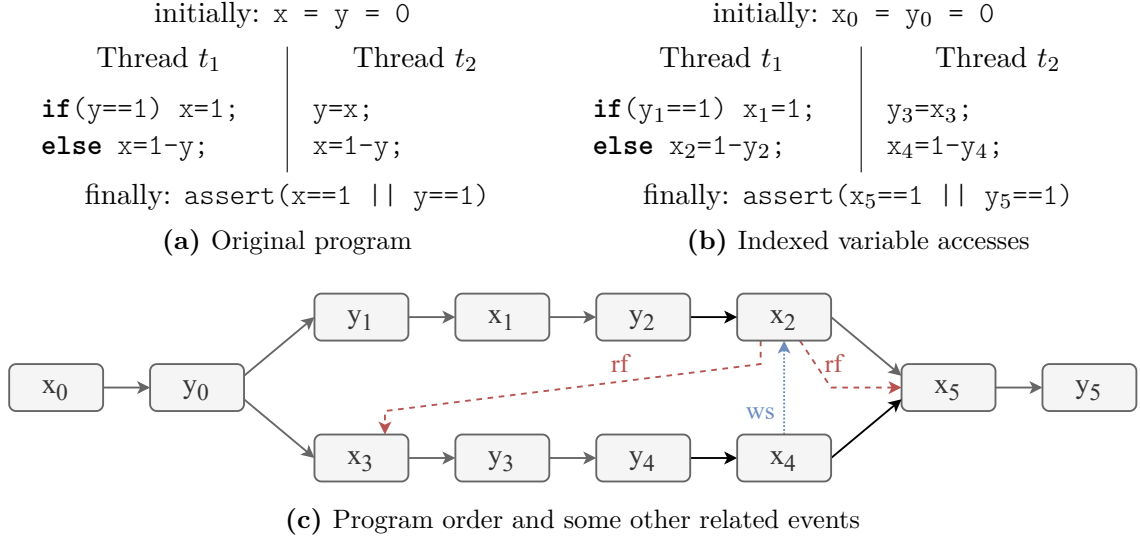 initially: x = y = 0
Thread t₁ Thread t₂
if(y==1) x=1; y=x;
else x=1-y; x=1-y;
finally: assert(x==1 || y==1)
(a) Original program
initially: x₀ = y₀ = 0
Thread t₁ Thread t₂
if(y₁==1) x₁=1; y₃=x₃;
else x₂=1-y₂; x₄=1-y₄;
finally: assert(x₅==1 || y₅==1)
(b) Indexed variable accesses
y₁ x₁ y₂ x₂
rf rf
x₀ y₀ x₅ y₅
ws
x₃ y₃ y₄ x₄
(c) Program order and some other related events